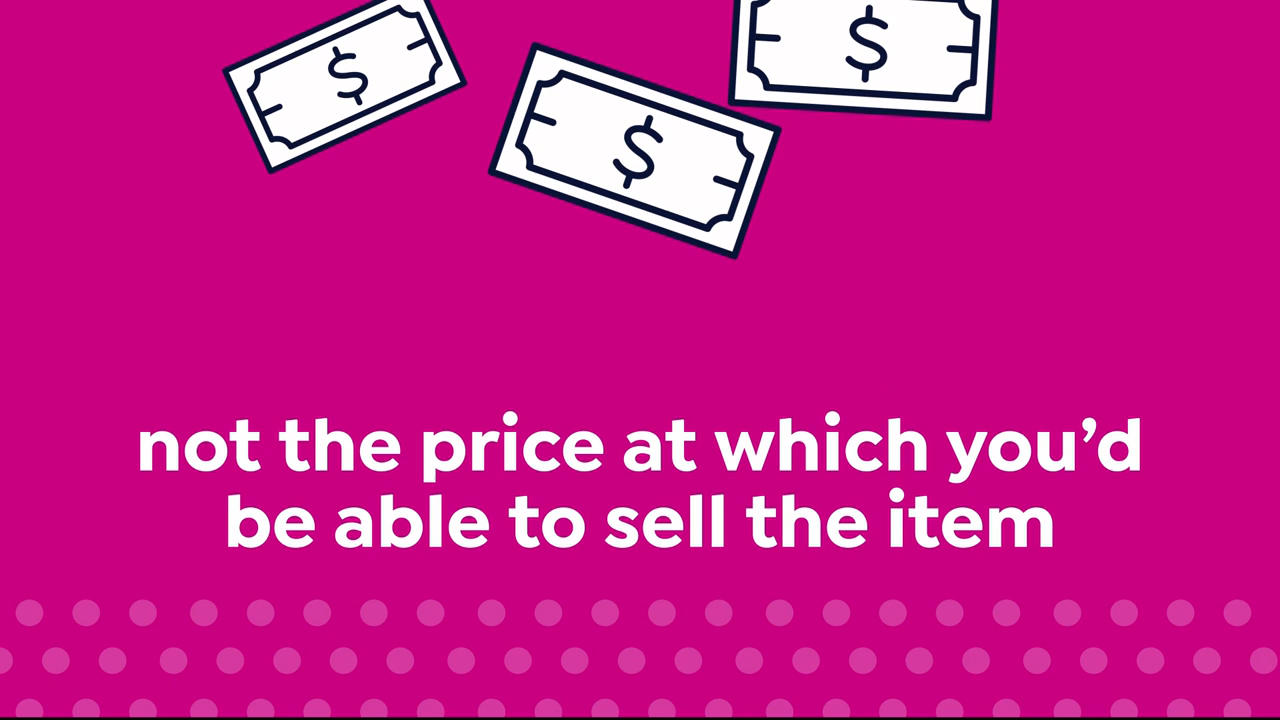 $
$
$
not the price at which you’d
be able to sell the item